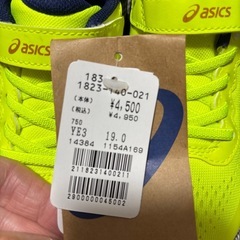 asics
asics
183
1823-140-021
(本体) ¥4,500
(税込) ¥4,950
750
YE3 19.0
14384 1154A169
2118231400211
2900000045002